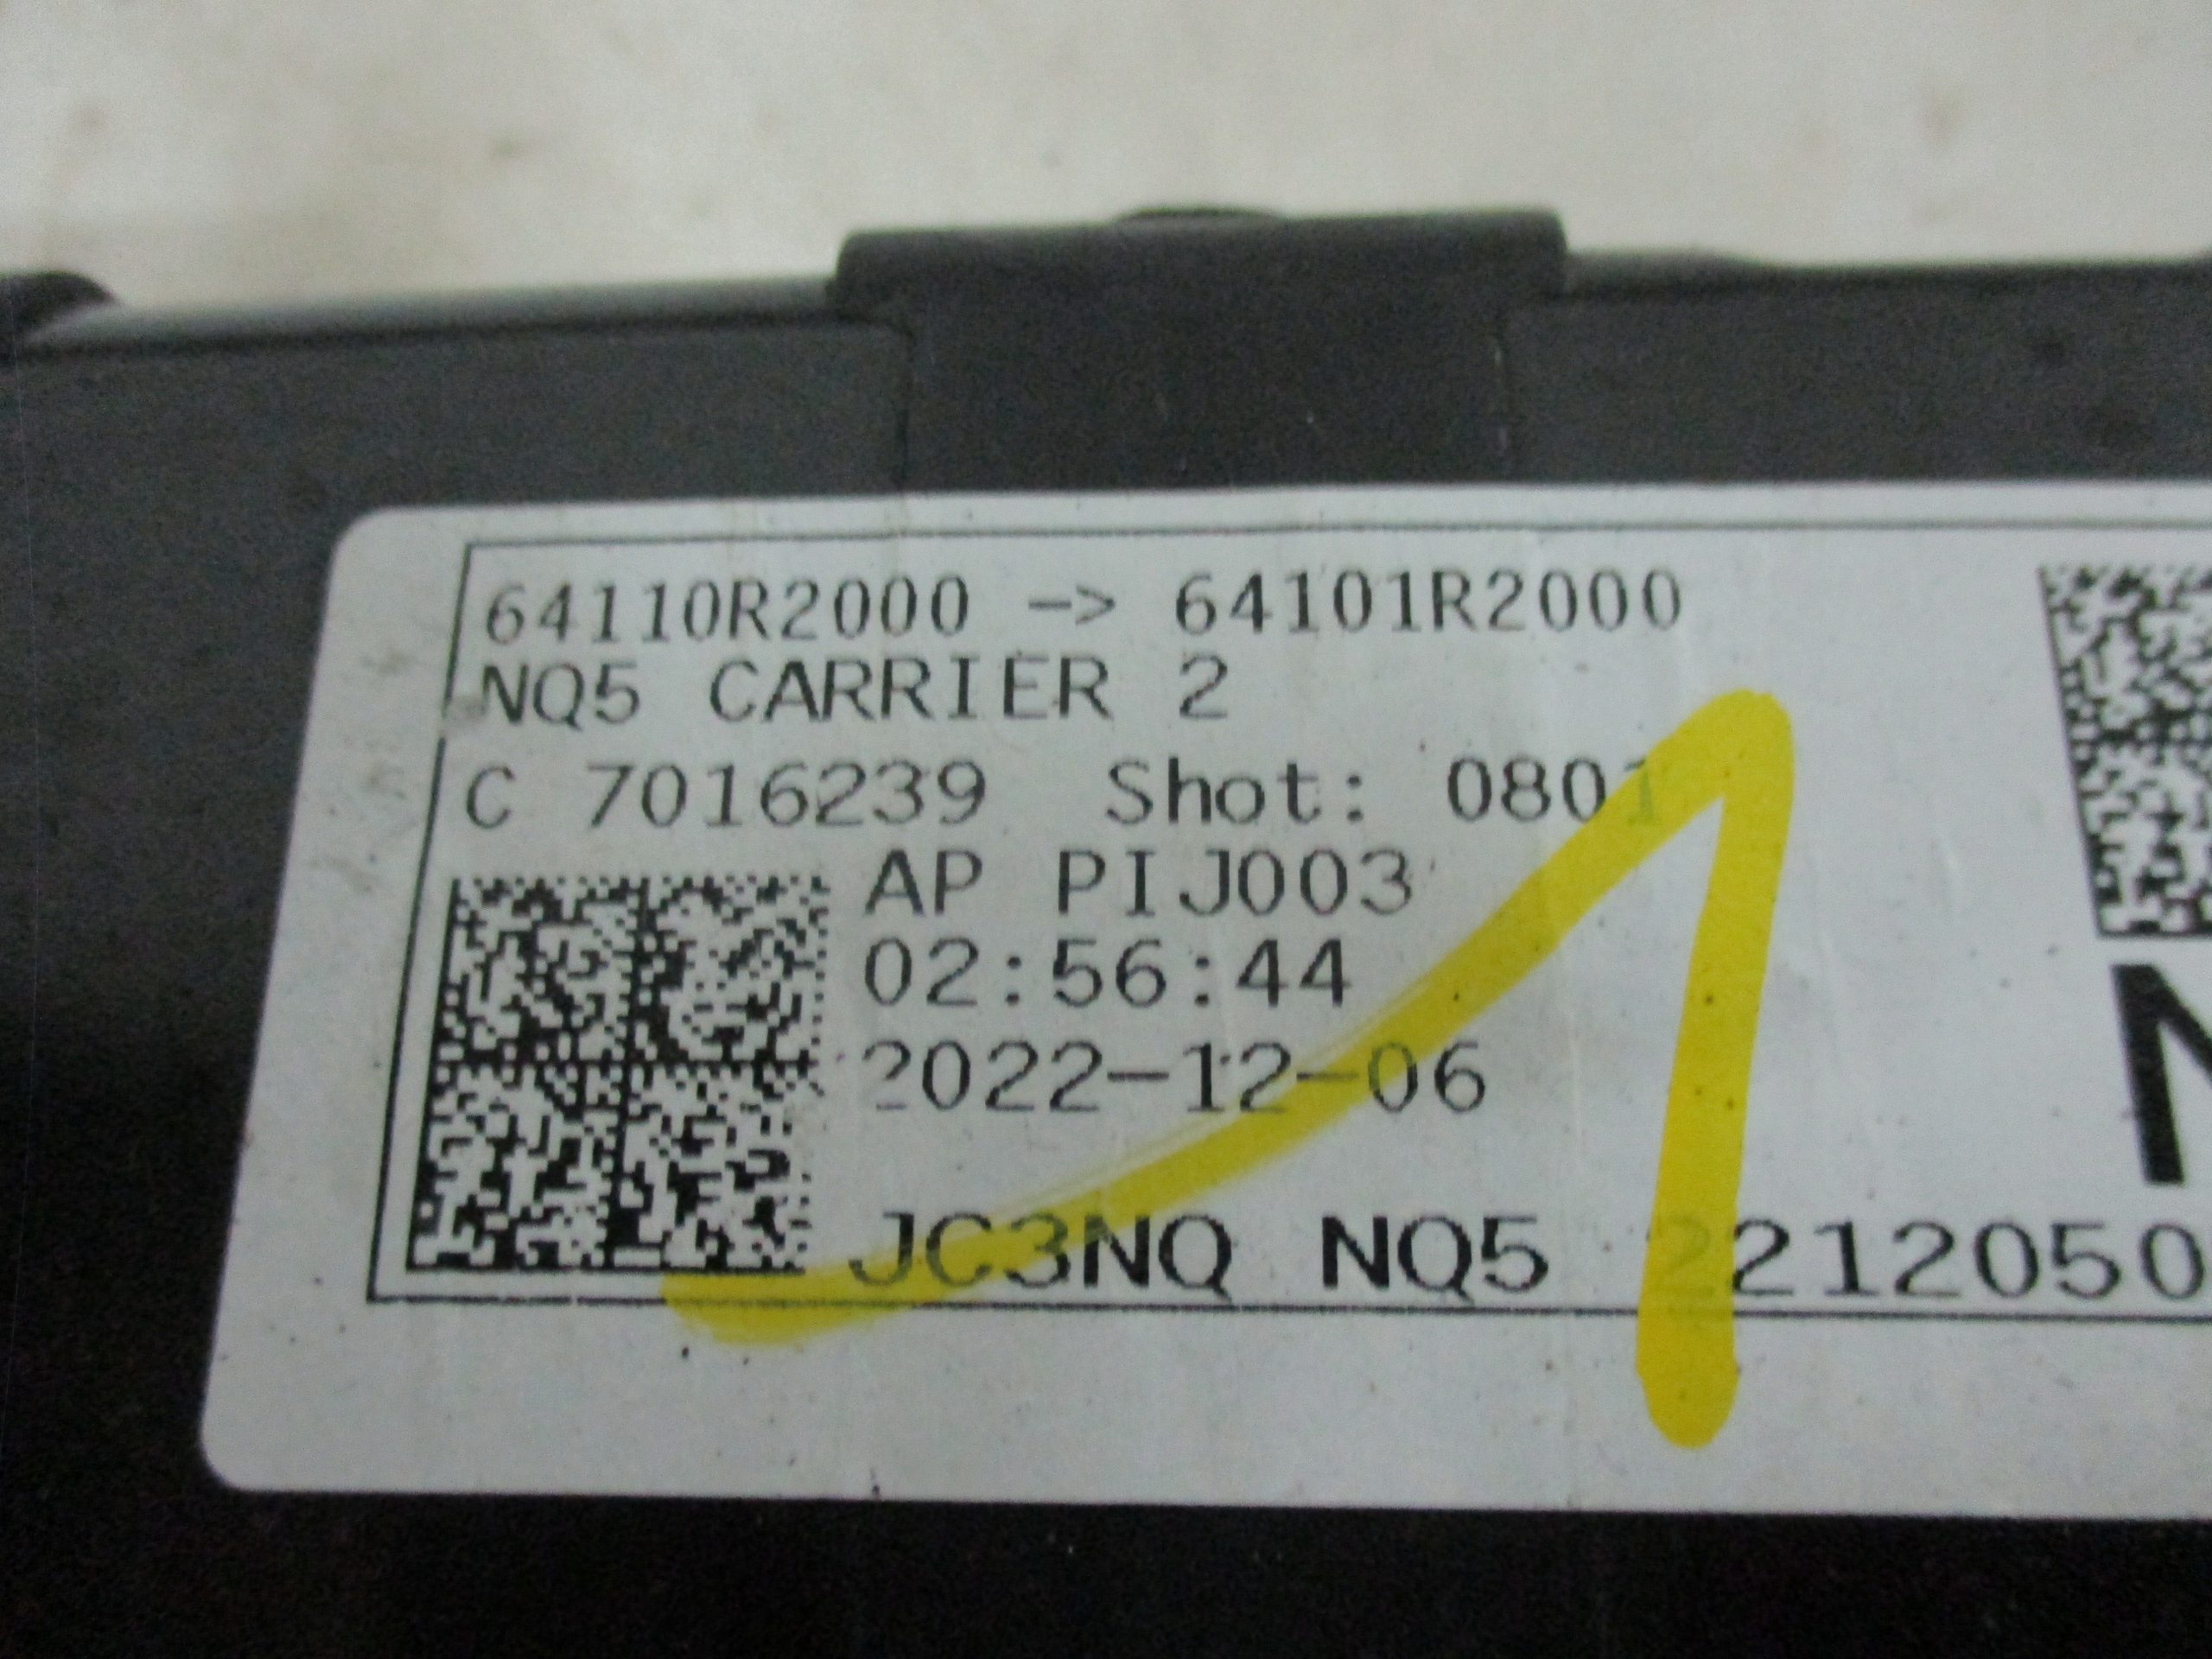 64110R2000 -> 64101R2000
NQ5 CARRIER 2
C 7016239 Shot: 0801
AP PIJ003
02:56:44
2022-12-06
JC3NQ NQ5 2212050